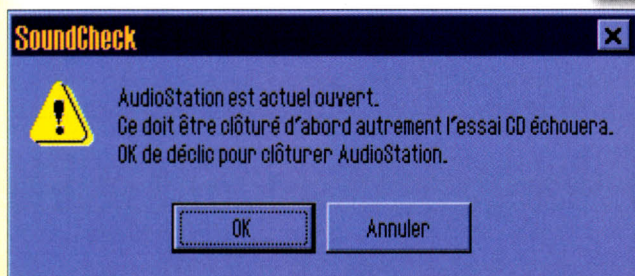 SoundCheck
AudioStation est actuel ouvert.
Ce doit être clôturé d'abord autrement l'essai CD échouera.
OK de déclic pour clôturer AudioStation.
OK
Annuler